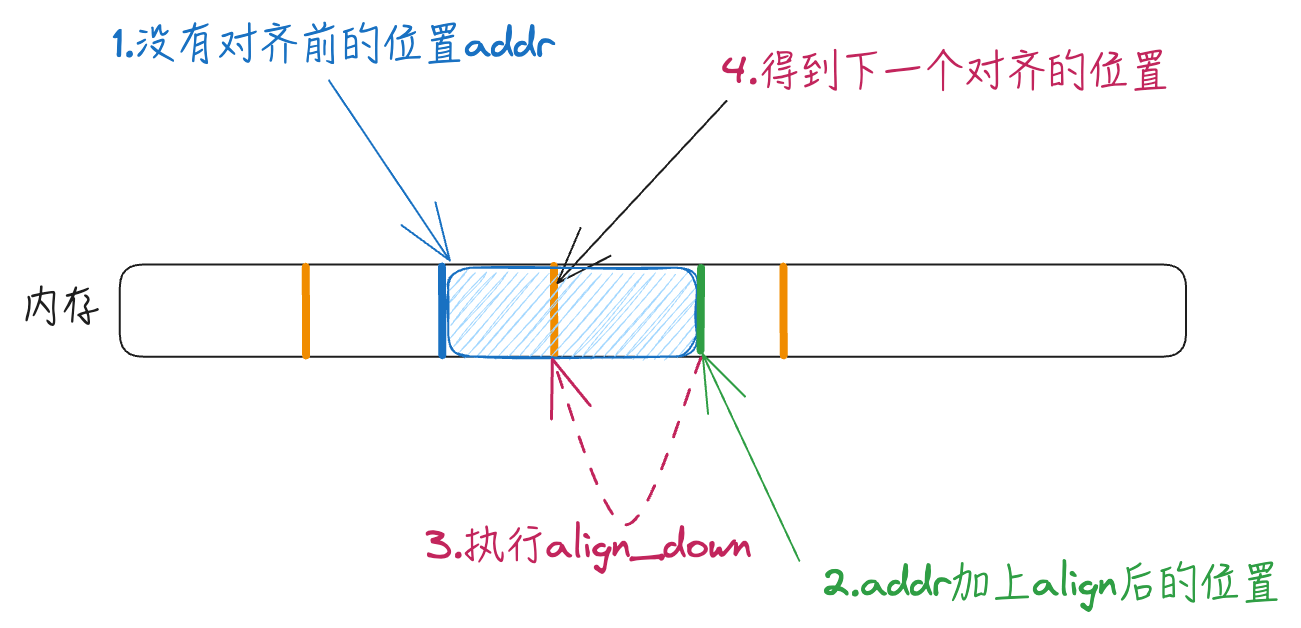 1.没有对齐前的位置addr
4.得到下一个对齐的位置
内存
3.执行align_down
2.addr加上align后的位置